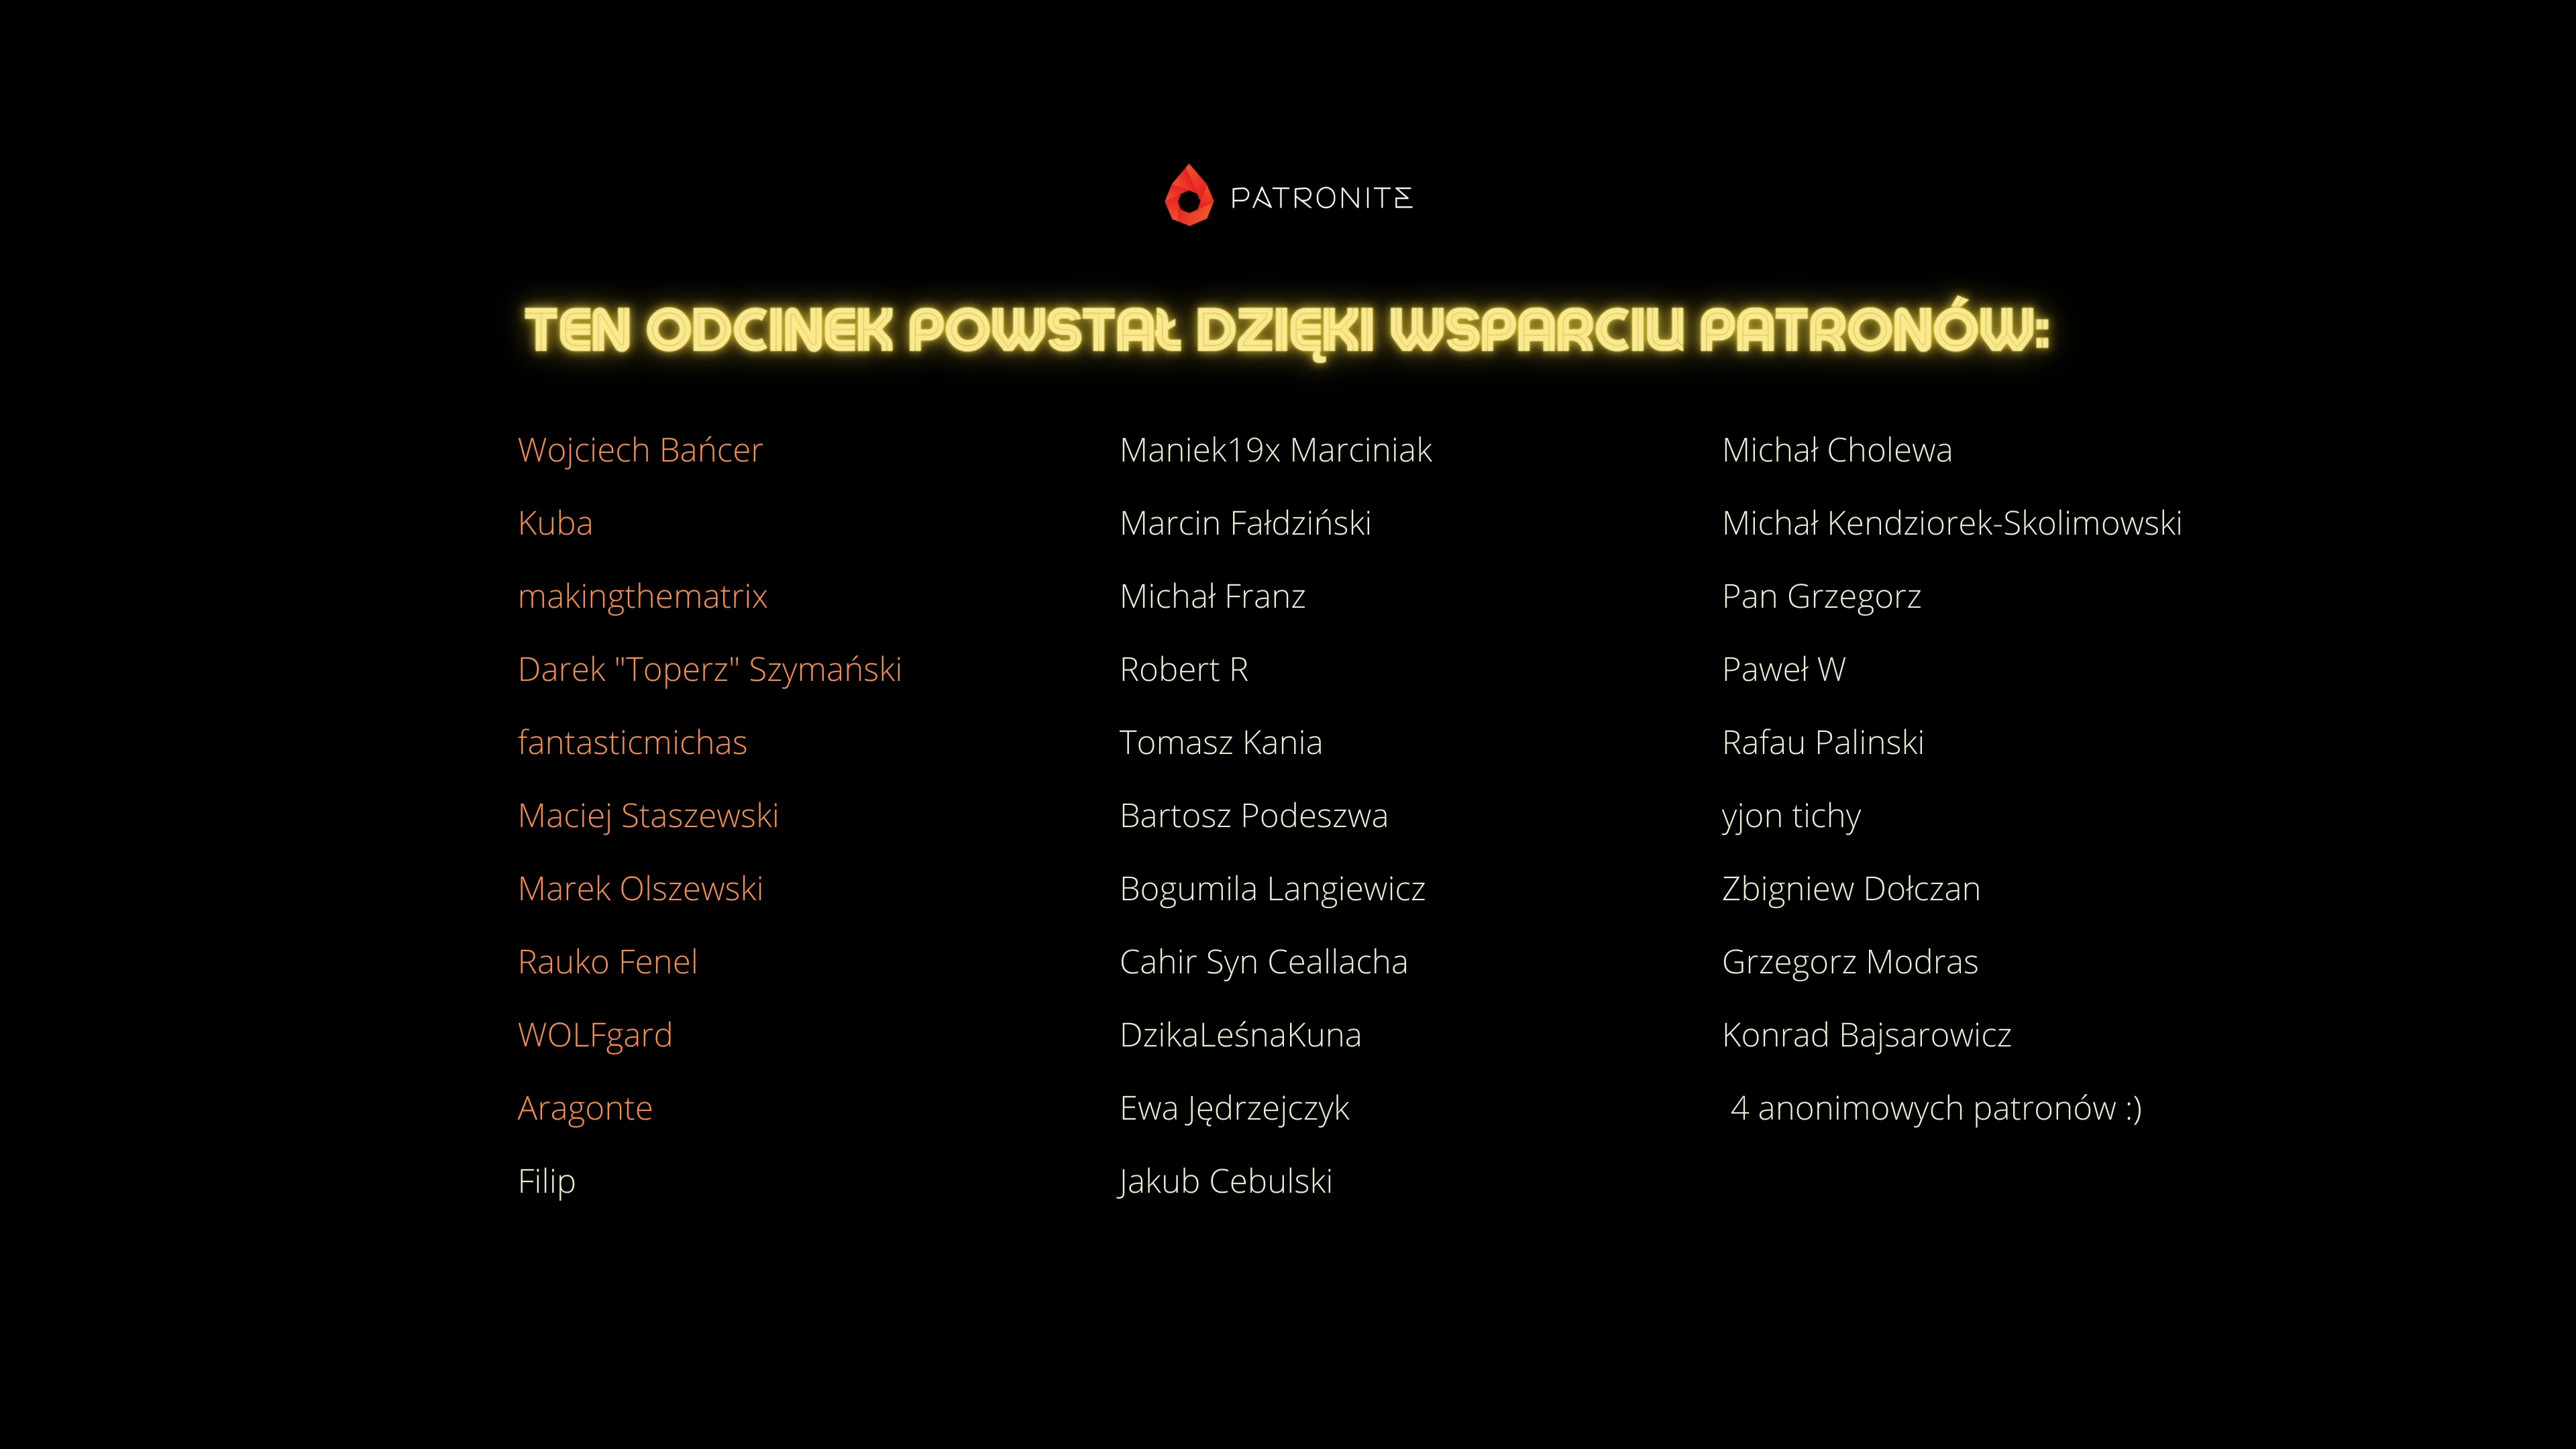 PATRONITE
TEN ODCINEK POWSTAŁ DZIĘKI WSPARCIU PATRONÓW:
Wojciech Bańcer
Kuba
makingthematrix
Darek "Toperz" Szymański
fantasticmichas
Maciej Staszewski
Marek Olszewski
Rauko Fenel
WOLFgard
Aragonte
Filip
Maniek19x Marciniak
Marcin Fałdziński
Michał Franz
Robert R
Tomasz Kania
Bartosz Podeszwa
Bogumila Langiewicz
Cahir Syn Ceallacha
DzikaLeśnaKuna
Ewa Jędrzejczyk
Jakub Cebulski
Michał Cholewa
Michał Kendziorek-Skolimowski
Pan Grzegorz
Paweł W
Rafau Palinski
yjon tichy
Zbigniew Dołczan
Grzegorz Modras
Konrad Bajsarowicz
4 anonimowych patronów :)